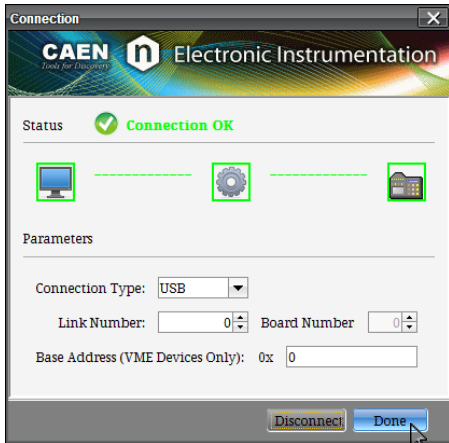 Connection
CAEN n Electronic Instrumentation
Tools for Discovery
Status Connection OK
Parameters
Connection Type: USB
Link Number: 0 Board Number 0
Base Address (VME Devices Only): 0x 0
Disconnect Done